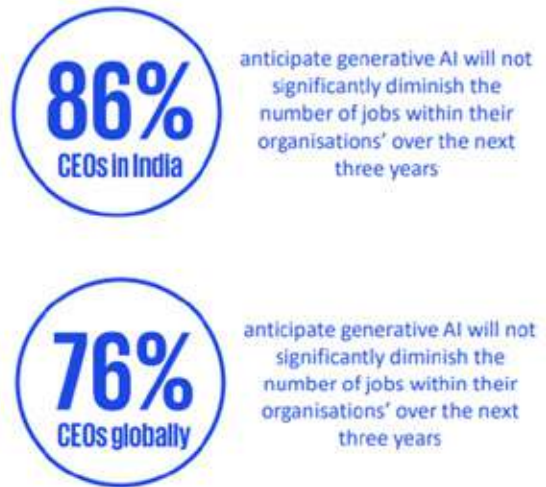 86%
CEOs in India
anticipate generative AI will not
significantly diminish the
number of jobs within their
organisations' over the next
three years
76%
CEOs globally
anticipate generative AI will not
significantly diminish the
number of jobs within their
organisations' over the next
three years